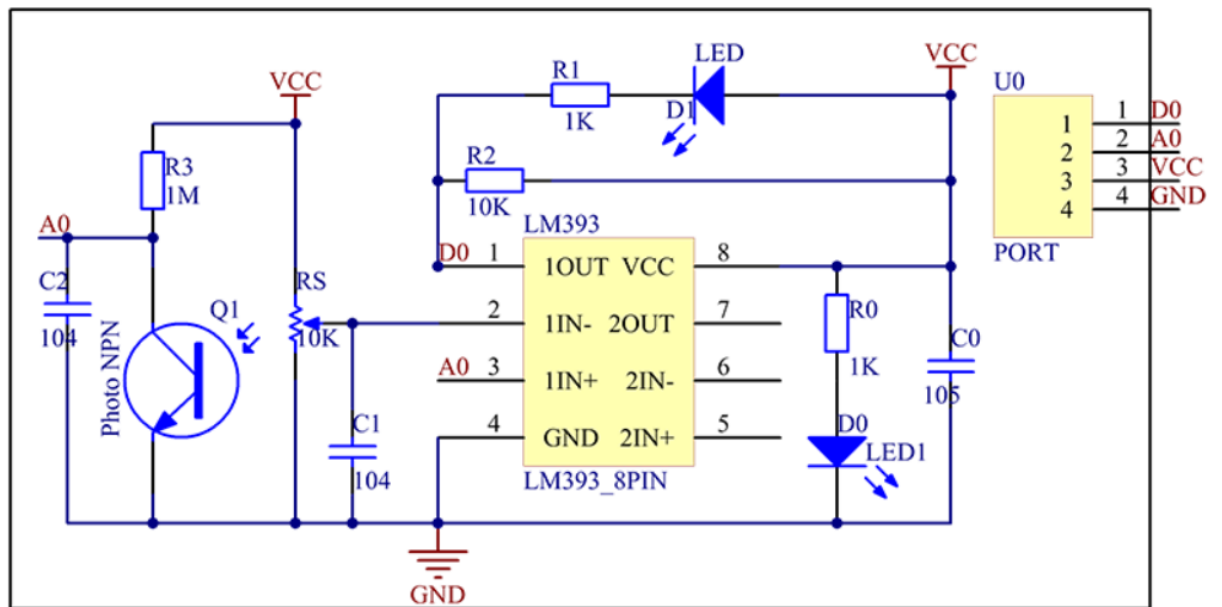 VCC
R3
1M
A0
C2
104
Photo NPN
Q1
RS
10K
C1
104
R1
1K
LED
D1
R2
10K
LM393
D0 1 1OUT VCC 8
2 1IN- 2OUT 7
A0 3 1IN+ 2IN- 6
4 GND 2IN+ 5
LM393_8PIN
GND
VCC
R0
1K
D0
LED1
C0
105
U0
1 1 D0
2 2 A0
3 3 VCC
4 4 GND
PORT